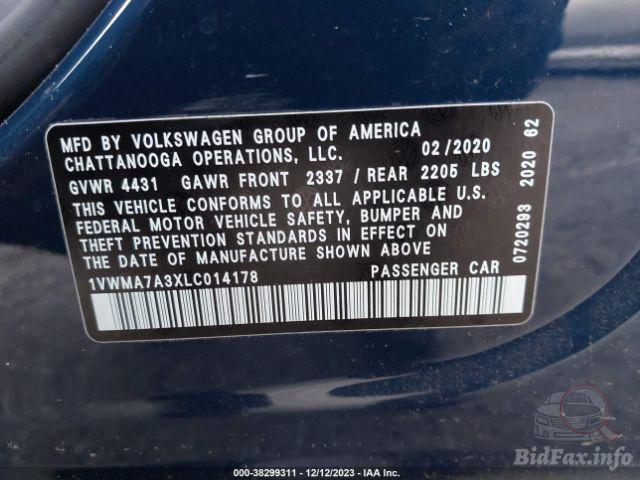 MFD BY VOLKSWAGEN GROUP OF AMERICA
CHATTANOOGA OPERATIONS, LLC. 02/2020
GVWR 4431 GAWR FRONT 2337 / REAR 2205 LBS
THIS VEHICLE CONFORMS TO ALL APPLICABLE U.S.
FEDERAL MOTOR VEHICLE SAFETY, BUMPER AND
THEFT PREVENTION STANDARDS IN EFFECT ON
THE DATE OF MANUFACTURE SHOWN ABOVE
1VWMA7A3XLC014178 PASSENGER CAR
0720293 2020 62
BidFax.info
000-38299311 - 12/12/2023 - IAA Inc.